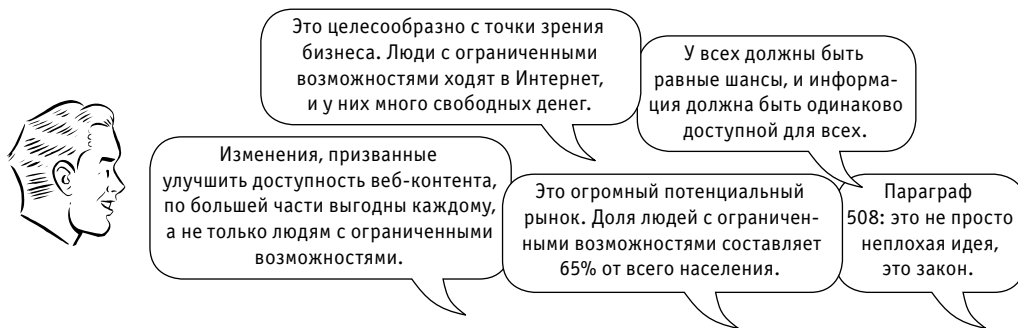 Это целесообразно с точки зрения
бизнеса. Люди с ограниченными
возможностями ходят в Интернет,
и у них много свободных денег.
У всех должны быть
равные шансы, и информа-
ция должна быть одинаково
доступной для всех.
Изменения, призванные
улучшить доступность веб-контента,
по большей части выгодны каждому,
а не только людям с ограниченными
возможностями.
Это огромный потенциальный
рынок. Доля людей с ограничен-
ными возможностями составляет
65% от всего населения.
Параграф
508: это не просто
неплохая идея,
это закон.